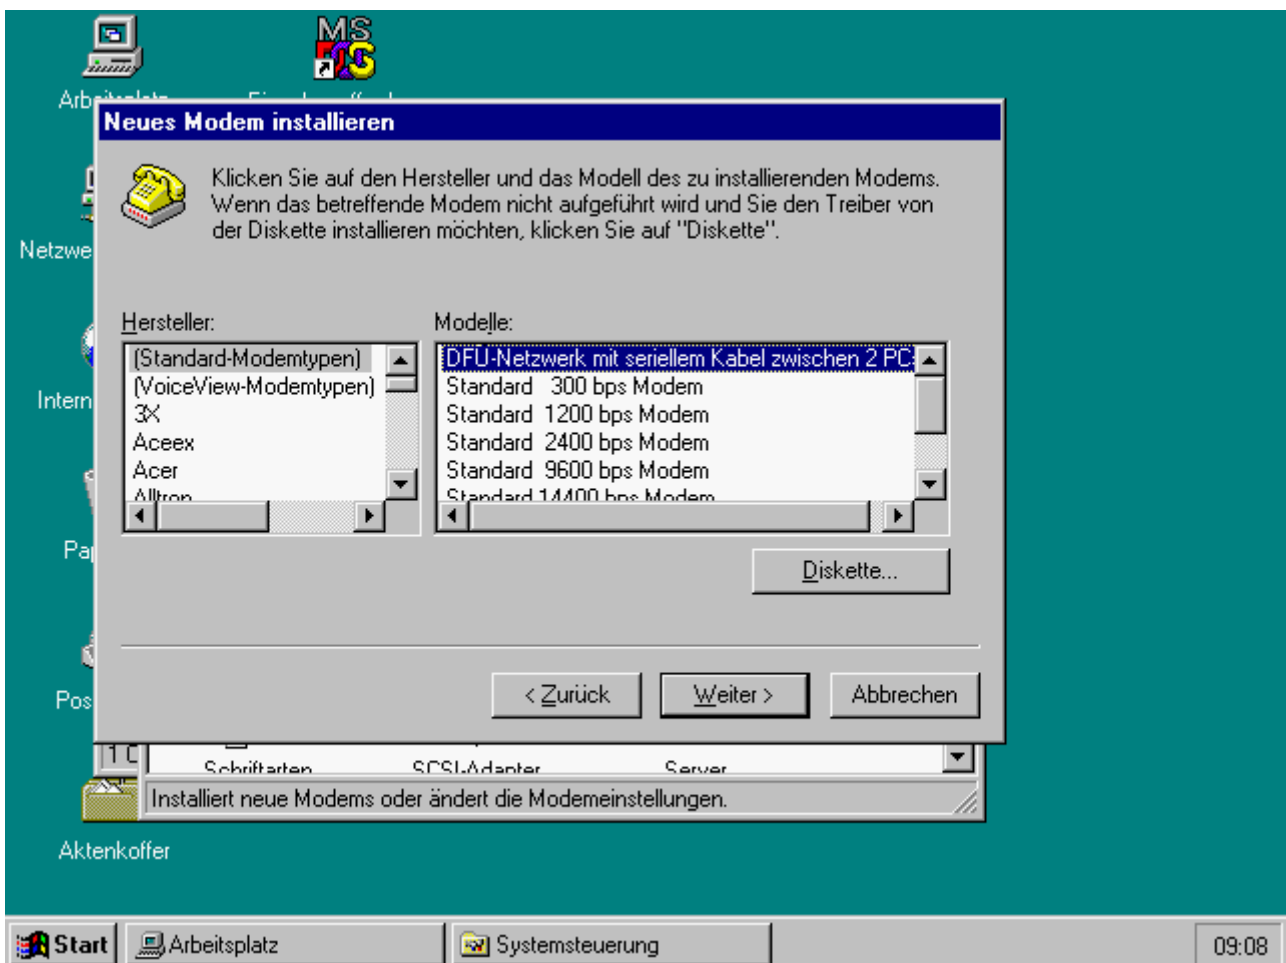 MS
Neues Modem installieren
Klicken Sie auf den Hersteller und das Modell des zu installierenden Modems.
Wenn das betreffende Modem nicht aufgeführt wird und Sie den Treiber von
der Diskette installieren möchten, klicken Sie auf "Diskette".
Netzwe
Hersteller:
Modelle:
(Standard-Modemtypen)
(VoiceView-Modemtypen)
3X
Aceex
Acer
Alltron
DFÜ-Netzwerk mit seriellem Kabel zwischen 2 PC
Standard   300 bps Modem
Standard  1200 bps Modem
Standard  2400 bps Modem
Standard  9600 bps Modem
Standard 14400 bps Modem
Intern
Pap
Diskette...
Pos
< Zurück
Weiter >
Abbrechen
Schriftarten
SCSI-Adapter
Server
Installiert neue Modems oder ändert die Modemeinstellungen.
Aktenkoffer
Start
Arbeitsplatz
Systemsteuerung
09:08